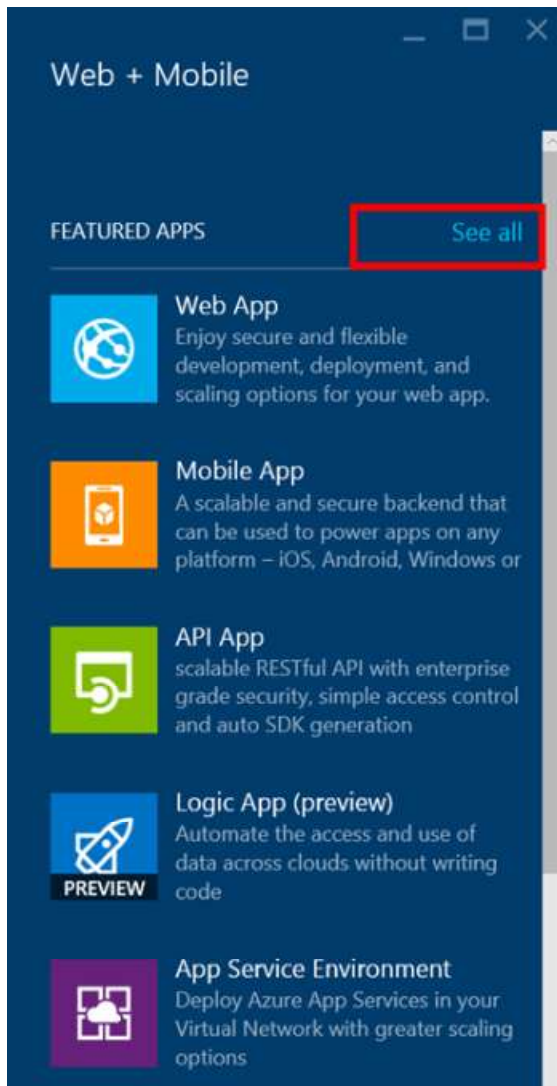 Web + Mobile
FEATURED APPS See all
Web App
Enjoy secure and flexible
development, deployment, and
scaling options for your web app.
Mobile App
A scalable and secure backend that
can be used to power apps on any
platform – iOS, Android, Windows or
API App
scalable RESTful API with enterprise
grade security, simple access control
and auto SDK generation
Logic App (preview)
Automate the access and use of
data across clouds without writing
code
PREVIEW
App Service Environment
Deploy Azure App Services in your
Virtual Network with greater scaling
options